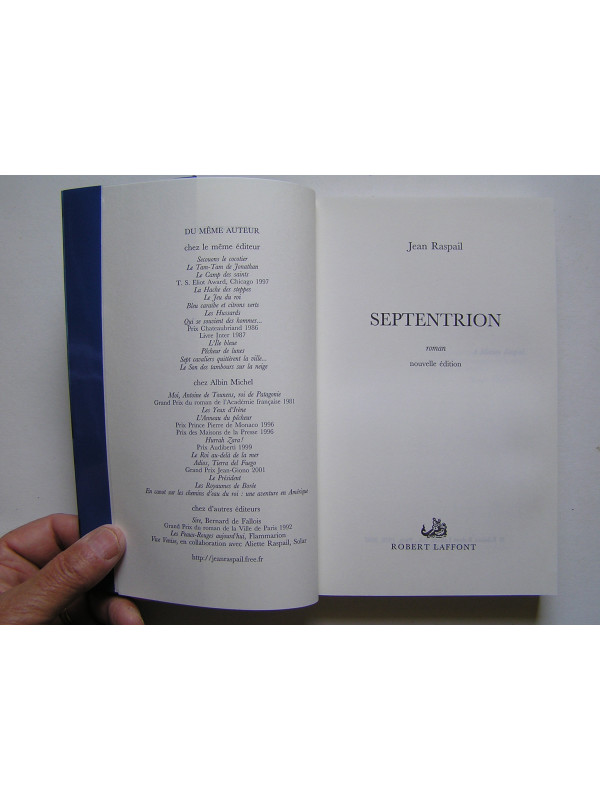 DU MÊME AUTEUR
chez le même éditeur
Secouons le cocotier
Le Tam-Tam de Jonathan
Le Camp des saints
T. S. Eliot Award, Chicago 1997
La Hache des steppes
Le Jeu du roi
Bleu caraïbe et citrons verts
Les Hussards
Qui se souvient des hommes...
Prix Chateaubriand 1986
Livre Inter 1987
L'Île bleue
Pêcheur de lunes
Sept cavaliers quittèrent la ville...
Le Son des tambours sur la neige
chez Albin Michel
Moi, Antoine de Tounens, roi de Patagonie
Grand Prix du roman de l'Académie française 1981
Les Yeux d'Irène
L'Anneau du pêcheur
Prix Prince Pierre de Monaco 1996
Prix des Maisons de la Presse 1996
Hurrah Zara!
Prix Audiberti 1999
Le Roi au-delà de la mer
Adios, Tierra del Fuego
Grand Prix Jean-Giono 2001
Le Président
Les Royaumes de Borée
En canot sur les chemins d'eau du roi : une aventure en Amérique
chez d'autres éditeurs
Sire, Bernard de Fallois
Grand Prix du roman de la Ville de Paris 1992
Les Peaux-Rouges aujourd'hui, Flammarion
Vive Venise, en collaboration avec Aliette Raspail, Solar
http://jeanraspail.free.fr
Jean Raspail
SEPTENTRION
roman
nouvelle édition
ROBERT LAFFONT